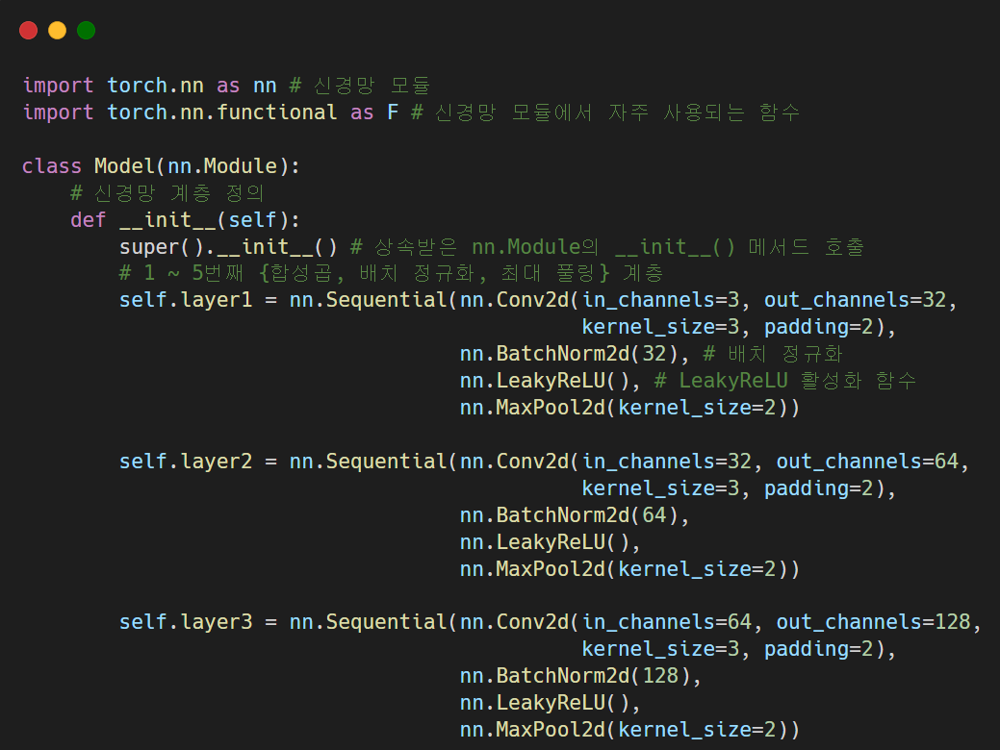 import torch.nn as nn # 신경망 모듈
import torch.nn.functional as F # 신경망 모듈에서 자주 사용되는 함수
class Model(nn.Module):
# 신경망 계층 정의
def __init__(self):
super().__init__() # 상속받은 nn.Module의 __init__() 메서드 호출
# 1 ~ 5번째 {합성곱, 배치 정규화, 최대 풀링} 계층
self.layer1 = nn.Sequential(nn.Conv2d(in_channels=3, out_channels=32,
kernel_size=3, padding=2),
nn.BatchNorm2d(32), # 배치 정규화
nn.LeakyReLU(), # LeakyReLU 활성화 함수
nn.MaxPool2d(kernel_size=2))
self.layer2 = nn.Sequential(nn.Conv2d(in_channels=32, out_channels=64,
kernel_size=3, padding=2),
nn.BatchNorm2d(64),
nn.LeakyReLU(),
nn.MaxPool2d(kernel_size=2))
self.layer3 = nn.Sequential(nn.Conv2d(in_channels=64, out_channels=128,
kernel_size=3, padding=2),
nn.BatchNorm2d(128),
nn.LeakyReLU(),
nn.MaxPool2d(kernel_size=2))